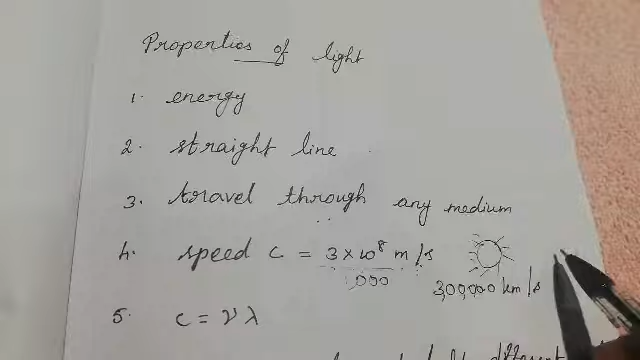 Properties of light
1. energy
2. straight line
3. travel through any medium
4. speed c = 3 × 10⁸ m/s
1000
300000 km/s
5. c = νλ